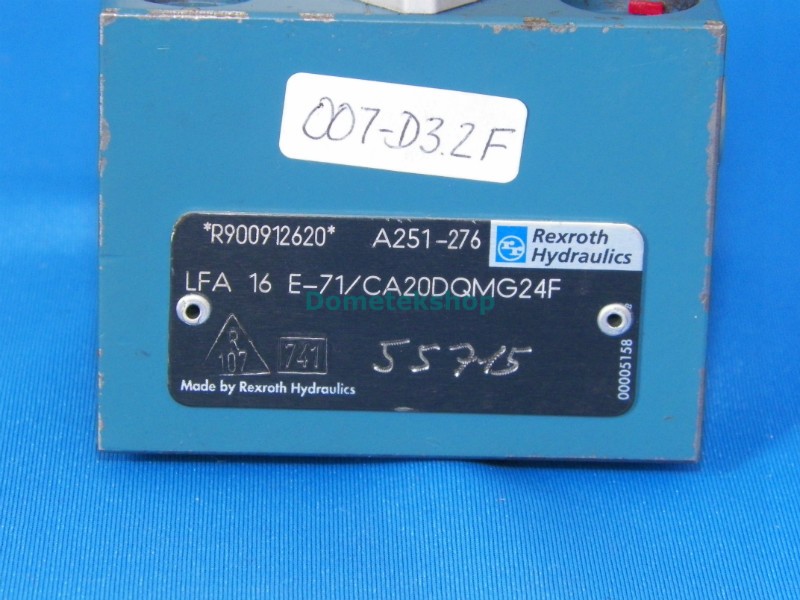 007-D3.2F
*R900912620* A251-276 Rexroth Hydraulics
LFA 16 E-71/CA20DQMG24F
Dometekshop
R 107 741 55715
Made by Rexroth Hydraulics
00005158